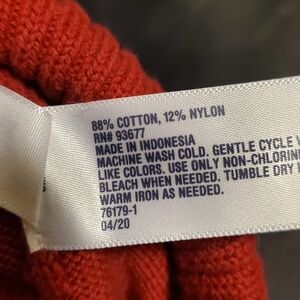 88% COTTON, 12% NYLON
RN# 93677
MADE IN INDONESIA
MACHINE WASH COLD. GENTLE CYCLE
LIKE COLORS. USE ONLY NON-CHLORIN
BLEACH WHEN NEEDED. TUMBLE DRY
WARM IRON AS NEEDED.
76179-1
04/20